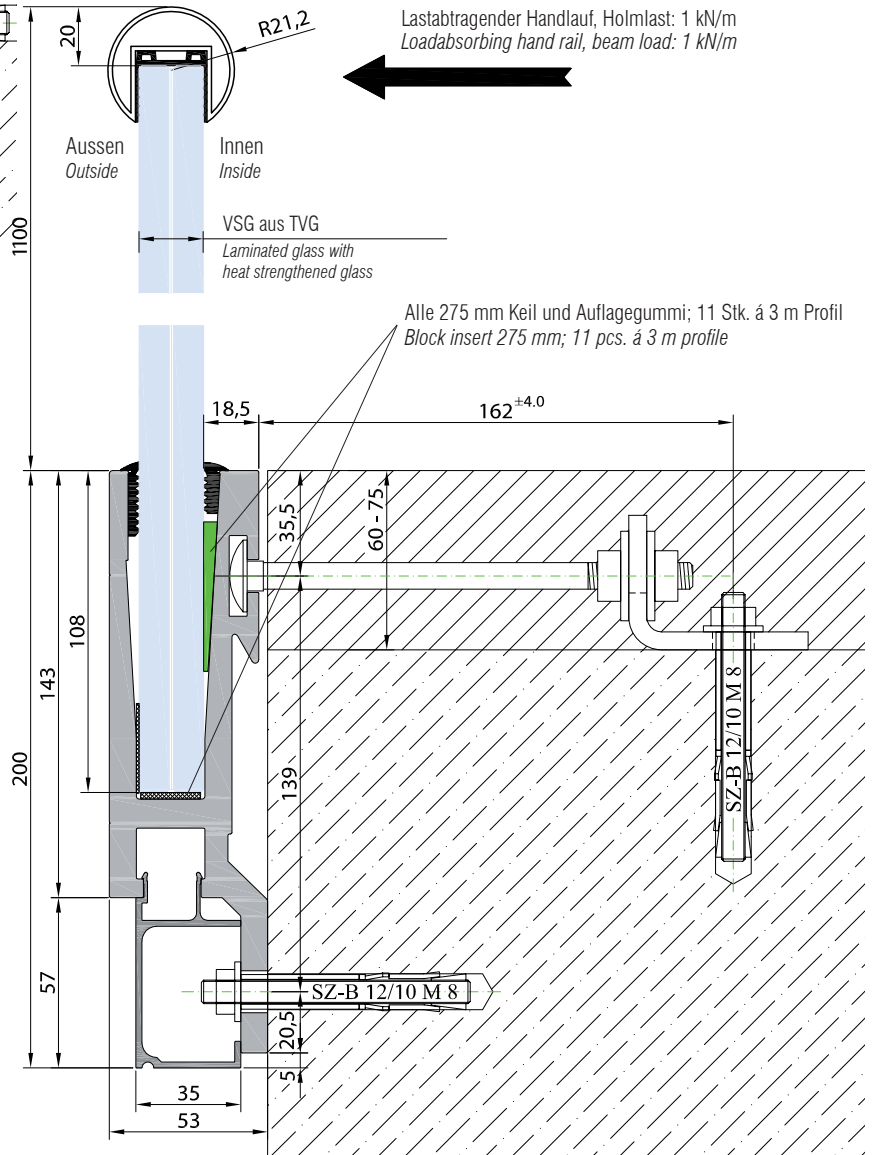 20
R21,2
Lastabtragender Handlauf, Holmlast: 1 kN/m
Loadabsorbing hand rail, beam load: 1 kN/m
Aussen
Outside
Innen
Inside
1100
VSG aus TVG
Laminated glass with
heat strengthened glass
Alle 275 mm Keil und Auflagegummi; 11 Stk. á 3 m Profil
Block insert 275 mm; 11 pcs. á 3 m profile
18,5
162±4.0
35,5
60 - 75
108
143
200
139
SZ-B 12/10 M 8
57
SZ-B 12/10 M 8
20,5
5
35
53